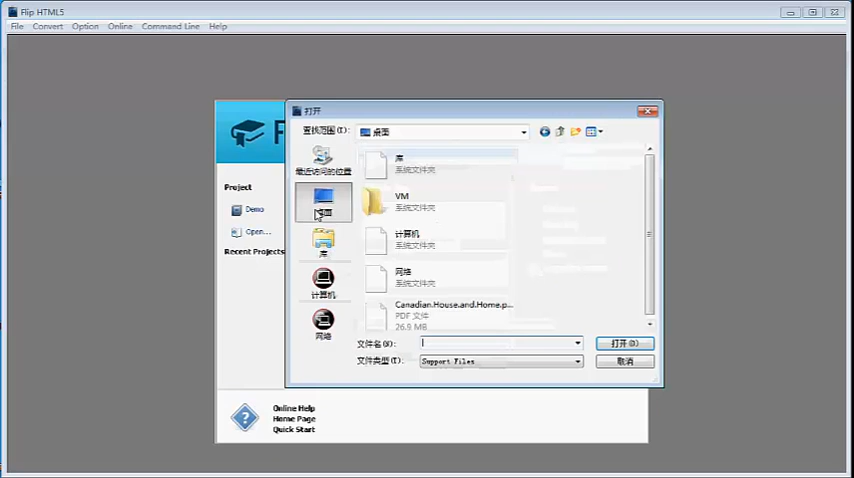 Flip HTML5
File Convert Option Online Command Line Help
F
打开
查找范围(I):
桌面
最近访问的位置
桌面
库
计算机
网络
库
系统文件夹
VM
系统文件夹
计算机
系统文件夹
网络
系统文件夹
Canadian.House.and.Home.p...
PDF 文件
26.9 MB
文件名(N):
打开(O)
文件类型(T):
Support Files
取消
Project
Demo
Open...
Recent Projects
Online Help
Home Page
Quick Start